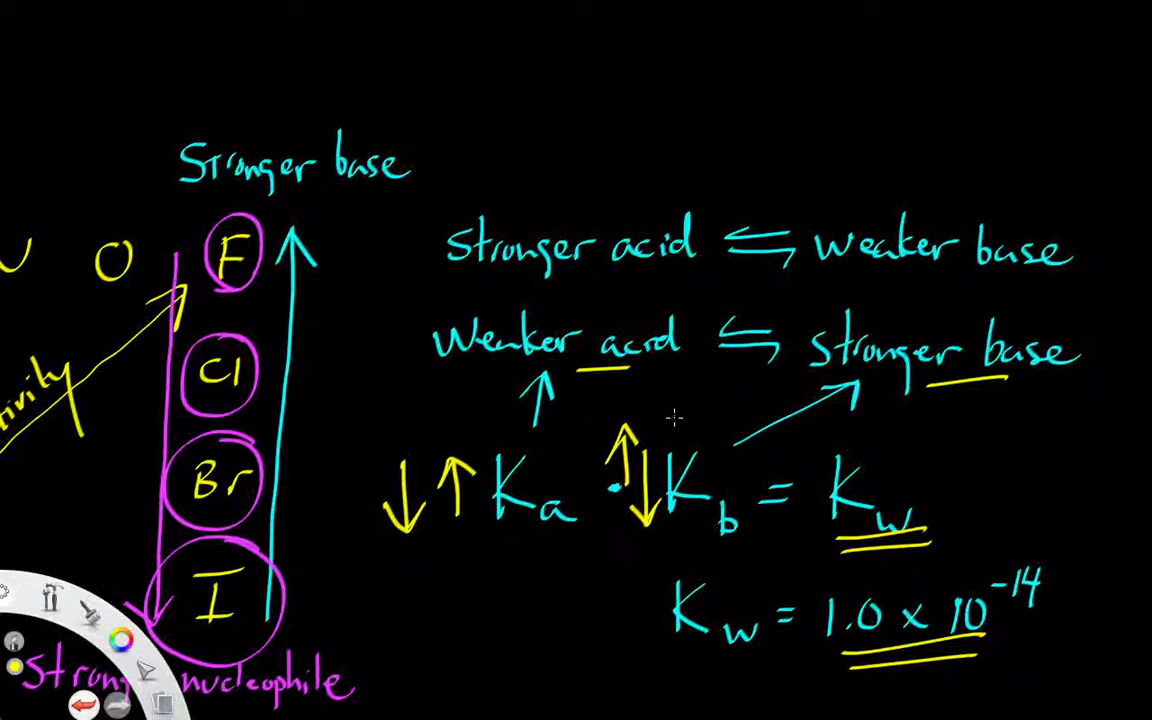 Stronger base
O F
Cl
Br
I
tivity
Stronger acid ⇋ weaker base
Weaker acid ⇋ stronger base
↓ ↑ Ka · ↑ ↓ Kb = Kw
Kw = 1.0 x 10⁻¹⁴
nucleophile